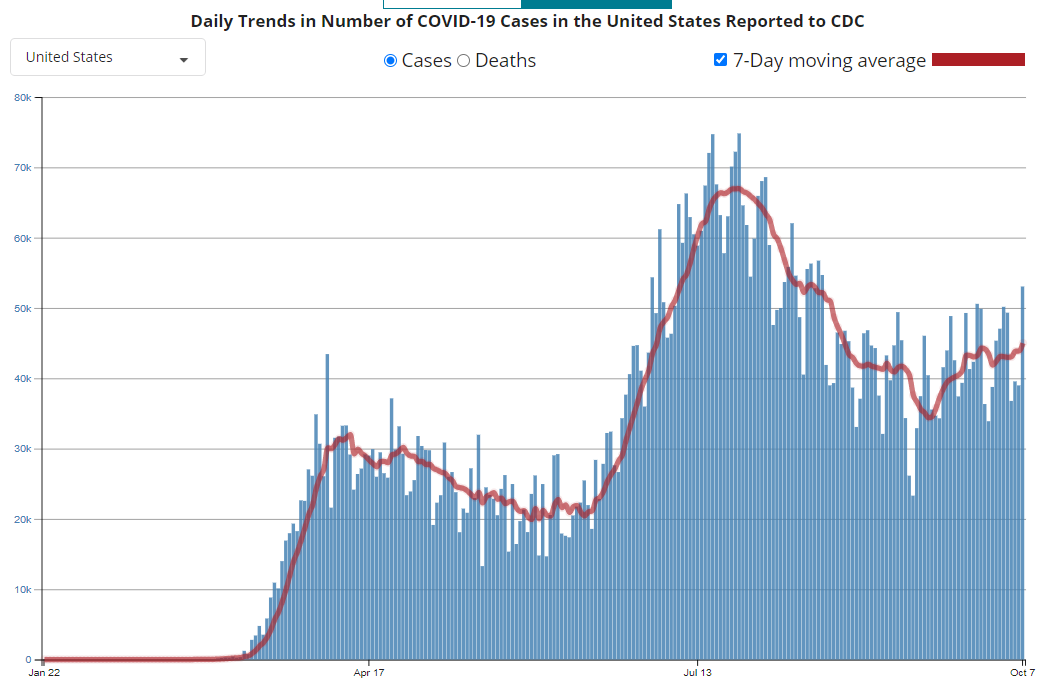 Daily Trends in Number of COVID-19 Cases in the United States Reported to CDC
United States
Cases Deaths
7-Day moving average
80k
70k
60k
50k
40k
30k
20k
10k
0
Jan 22 Apr 17 Jul 13 Oct 7